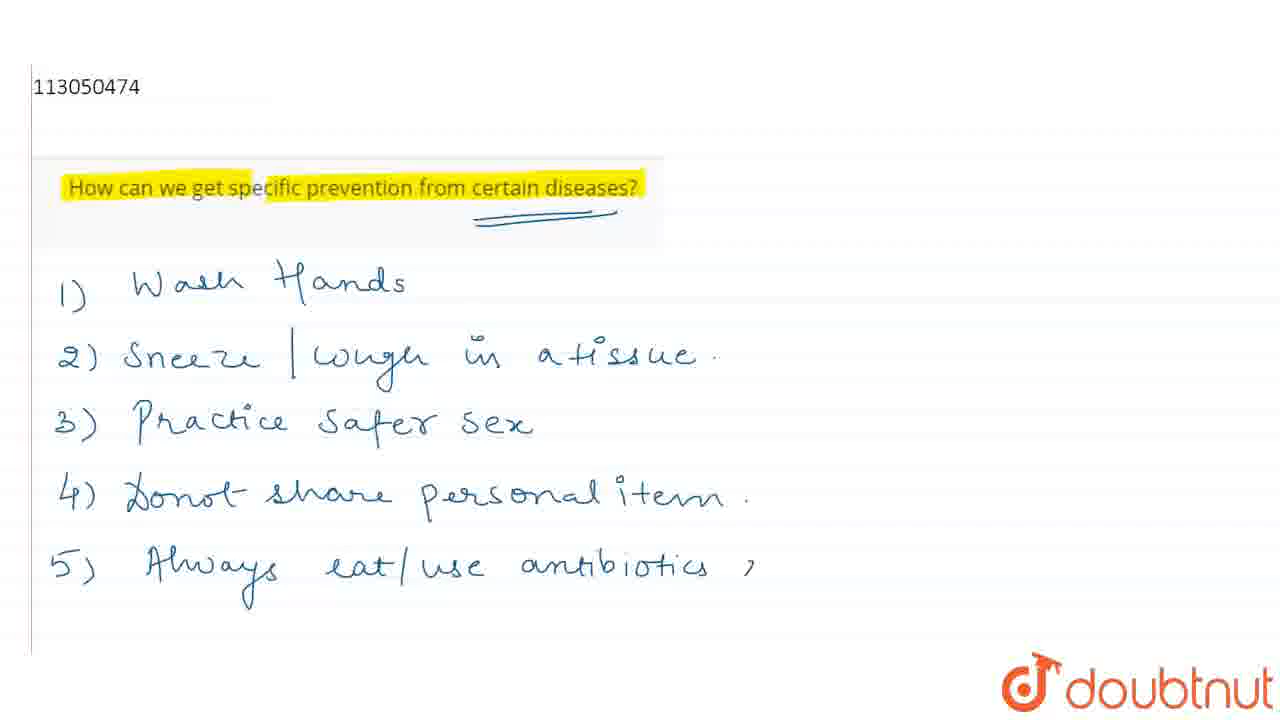 113050474
How can we get specific prevention from certain diseases?
1) Wash Hands
2) Sneeze / cough in a tissue.
3) Practice safer sex
4) Donot share personal item.
5) Always eat/use antibiotics
doubtnut